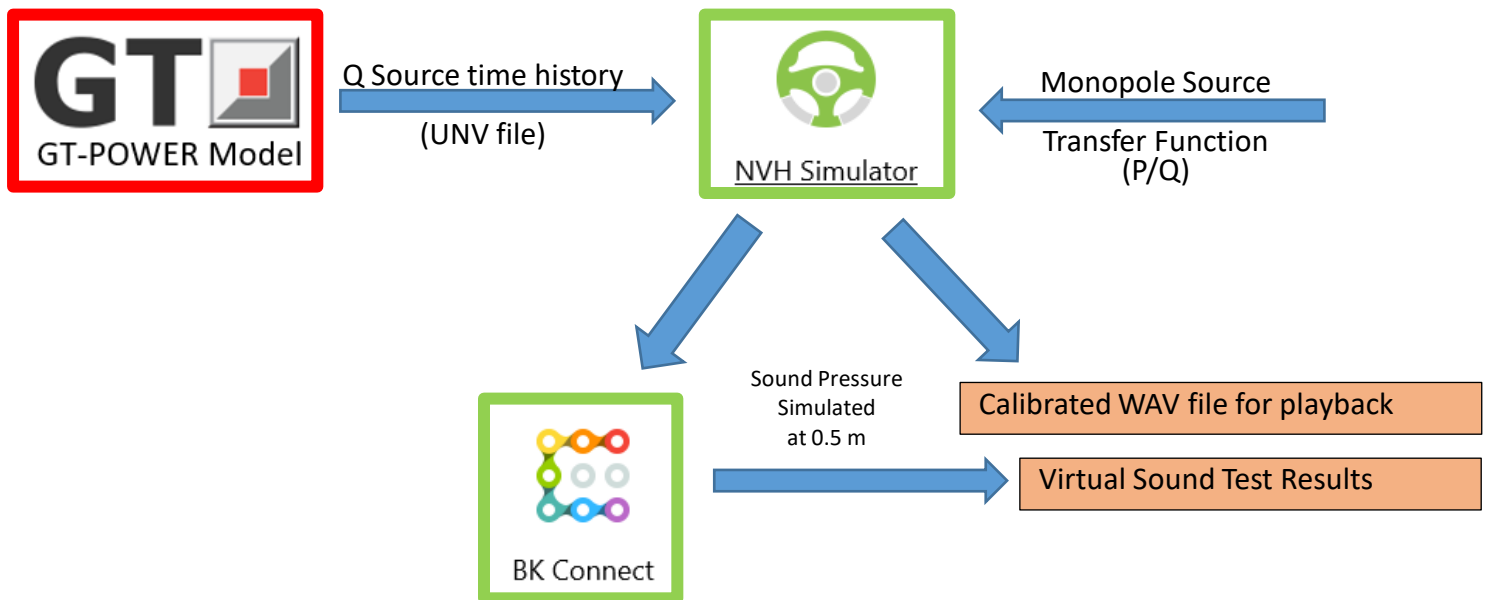 GT
GT-POWER Model
Q Source time history
(UNV file)
NVH Simulator
Monopole Source
Transfer Function
(P/Q)
Sound Pressure
Simulated
at 0.5 m
Calibrated WAV file for playback
Virtual Sound Test Results
BK Connect